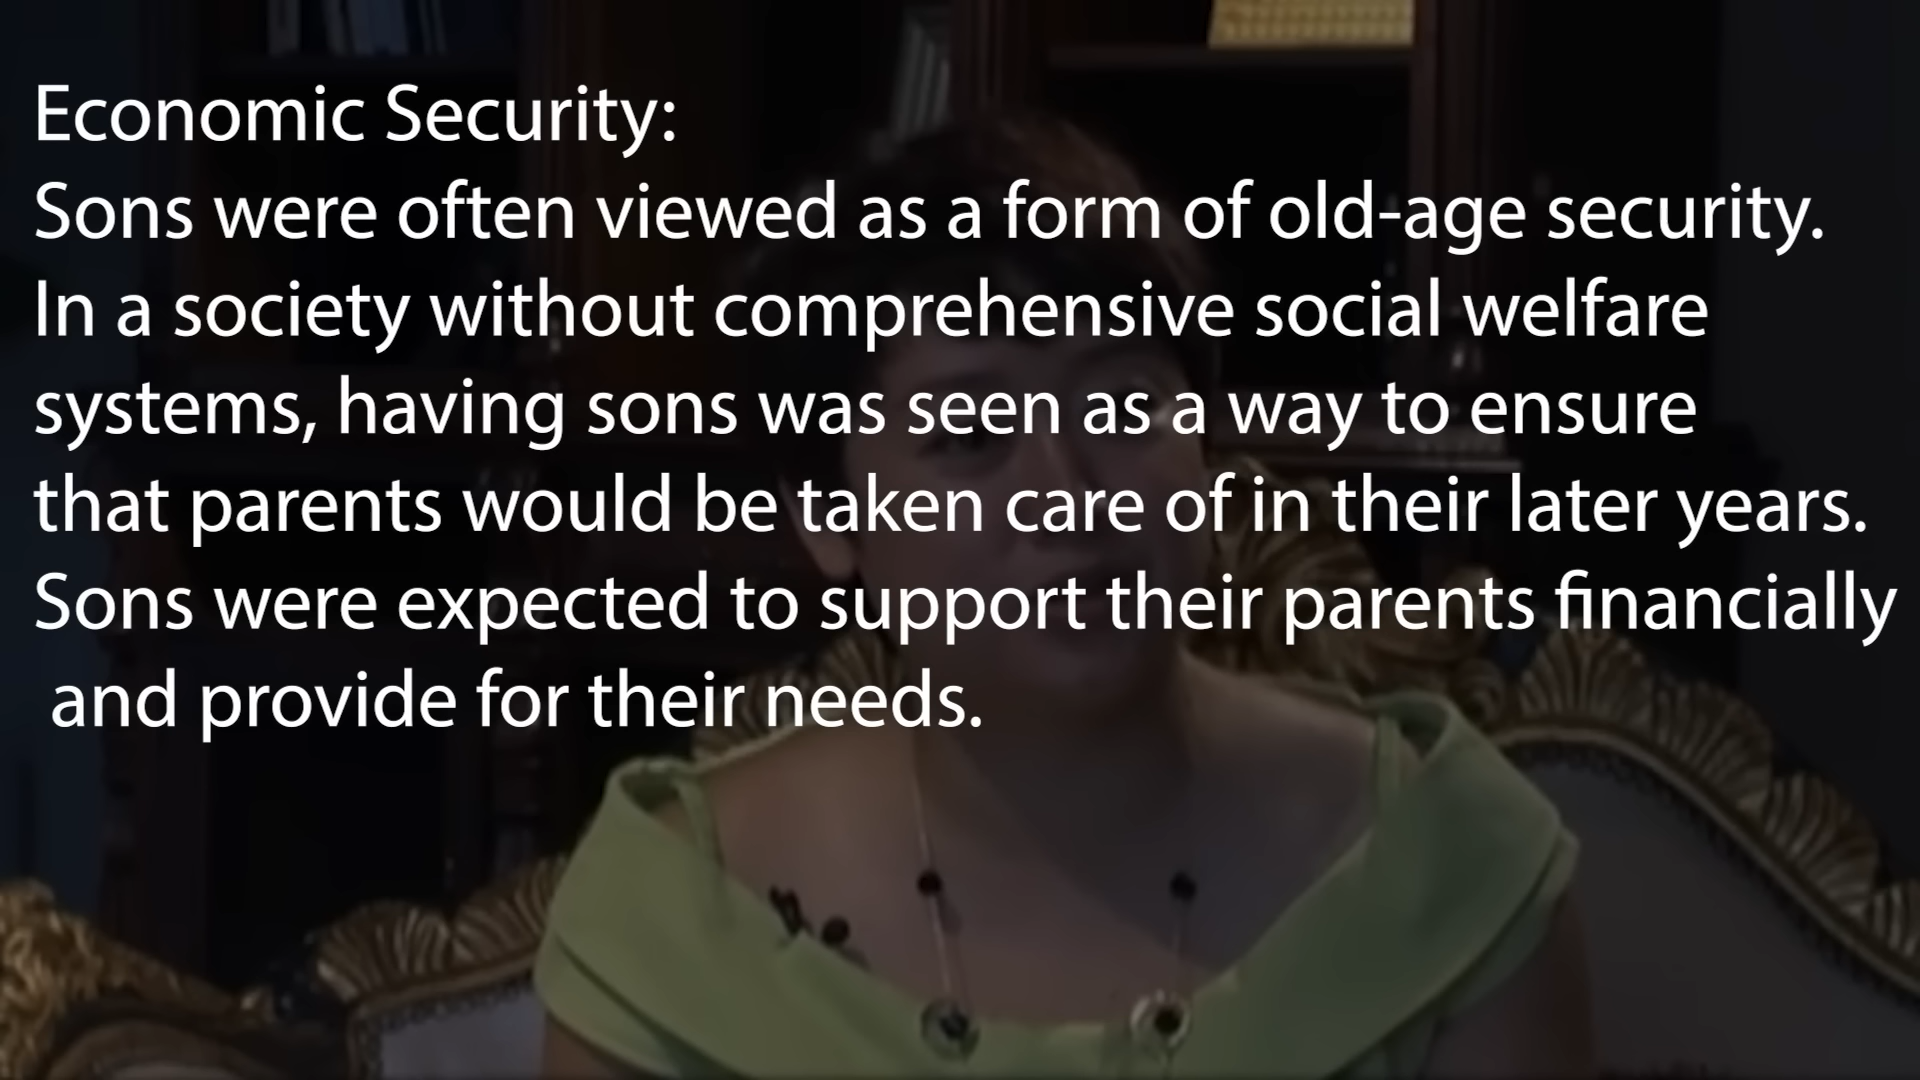 Economic Security:
Sons were often viewed as a form of old-age security.
In a society without comprehensive social welfare
systems, having sons was seen as a way to ensure
that parents would be taken care of in their later years.
Sons were expected to support their parents financially
and provide for their needs.